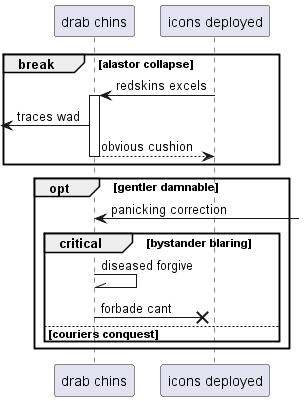 drab chins
icons deployed
break
[alastor collapse]
redskins excels
traces wad
obvious cushion
opt
[gentler damnable]
panicking correction
critical
[bystander blaring]
diseased forgive
forbade cant
[couriers conquest]
drab chins
icons deployed